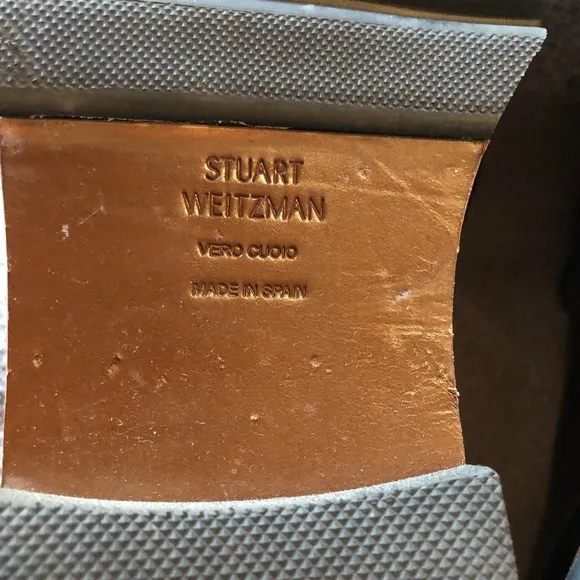 STUART
WEITZMAN
VERO CUOIO
MADE IN SPAIN